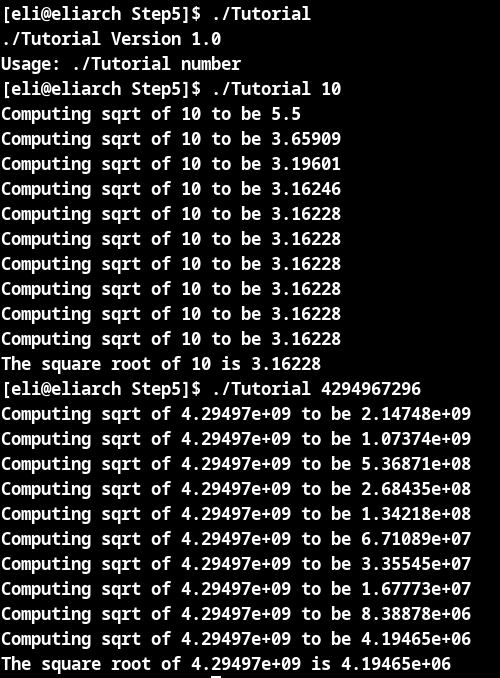 [eli@eliarch Step5]$ ./Tutorial
./Tutorial Version 1.0
Usage: ./Tutorial number
[eli@eliarch Step5]$ ./Tutorial 10
Computing sqrt of 10 to be 5.5
Computing sqrt of 10 to be 3.65909
Computing sqrt of 10 to be 3.19601
Computing sqrt of 10 to be 3.16246
Computing sqrt of 10 to be 3.16228
Computing sqrt of 10 to be 3.16228
Computing sqrt of 10 to be 3.16228
Computing sqrt of 10 to be 3.16228
Computing sqrt of 10 to be 3.16228
Computing sqrt of 10 to be 3.16228
The square root of 10 is 3.16228
[eli@eliarch Step5]$ ./Tutorial 4294967296
Computing sqrt of 4.29497e+09 to be 2.14748e+09
Computing sqrt of 4.29497e+09 to be 1.07374e+09
Computing sqrt of 4.29497e+09 to be 5.36871e+08
Computing sqrt of 4.29497e+09 to be 2.68435e+08
Computing sqrt of 4.29497e+09 to be 1.34218e+08
Computing sqrt of 4.29497e+09 to be 6.71089e+07
Computing sqrt of 4.29497e+09 to be 3.35545e+07
Computing sqrt of 4.29497e+09 to be 1.67773e+07
Computing sqrt of 4.29497e+09 to be 8.38878e+06
Computing sqrt of 4.29497e+09 to be 4.19465e+06
The square root of 4.29497e+09 is 4.19465e+06